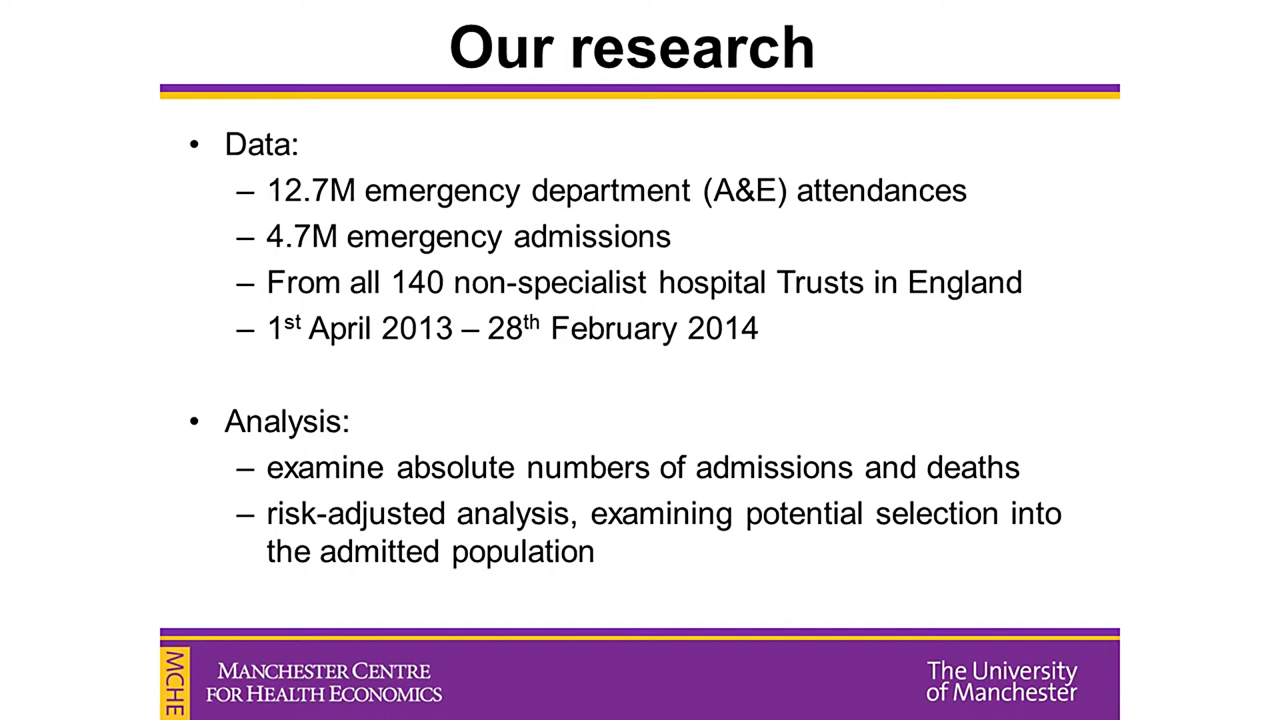 Our research
• Data:
– 12.7M emergency department (A&E) attendances
– 4.7M emergency admissions
– From all 140 non-specialist hospital Trusts in England
– 1st April 2013 – 28th February 2014
• Analysis:
– examine absolute numbers of admissions and deaths
– risk-adjusted analysis, examining potential selection into
the admitted population
MCHE
MANCHESTER CENTRE
FOR HEALTH ECONOMICS
The University
of Manchester